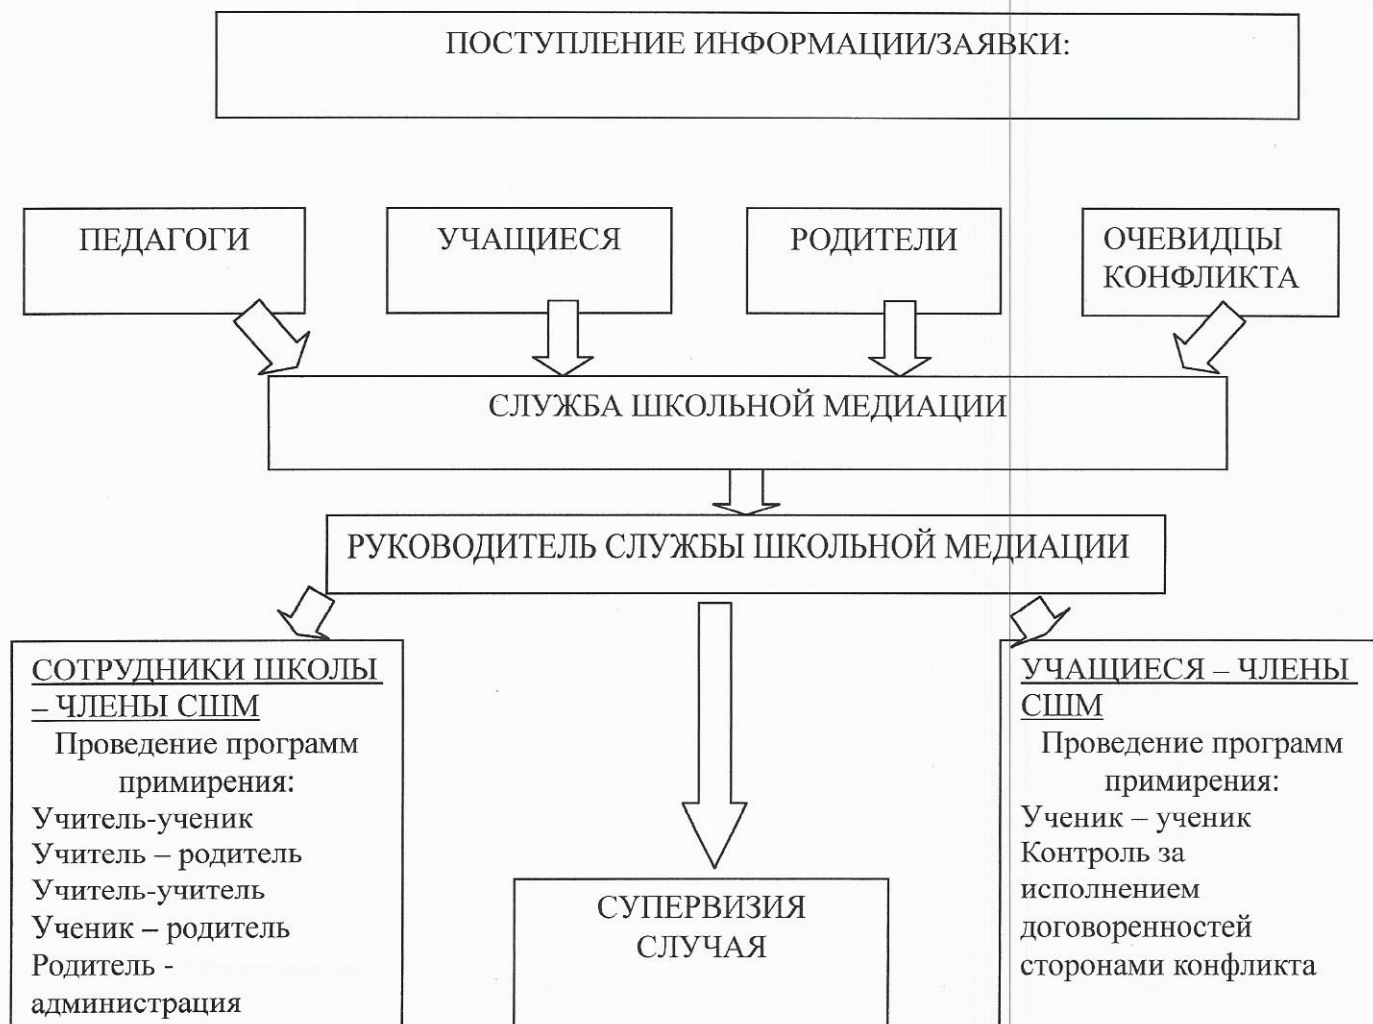 ПОСТУПЛЕНИЕ ИНФОРМАЦИИ/ЗАЯВКИ:
ПЕДАГОГИ
УЧАЩИЕСЯ
РОДИТЕЛИ
ОЧЕВИДЦЫ
КОНФЛИКТА
СЛУЖБА ШКОЛЬНОЙ МЕДИАЦИИ
РУКОВОДИТЕЛЬ СЛУЖБЫ ШКОЛЬНОЙ МЕДИАЦИИ
СОТРУДНИКИ ШКОЛЫ
– ЧЛЕНЫ СШМ
Проведение программ
примирения:
Учитель-ученик
Учитель – родитель
Учитель-учитель
Ученик – родитель
Родитель -
администрация
СУПЕРВИЗИЯ
СЛУЧАЯ
УЧАЩИЕСЯ – ЧЛЕНЫ
СШМ
Проведение программ
примирения:
Ученик – ученик
Контроль за
исполнением
договоренностей
сторонами конфликта